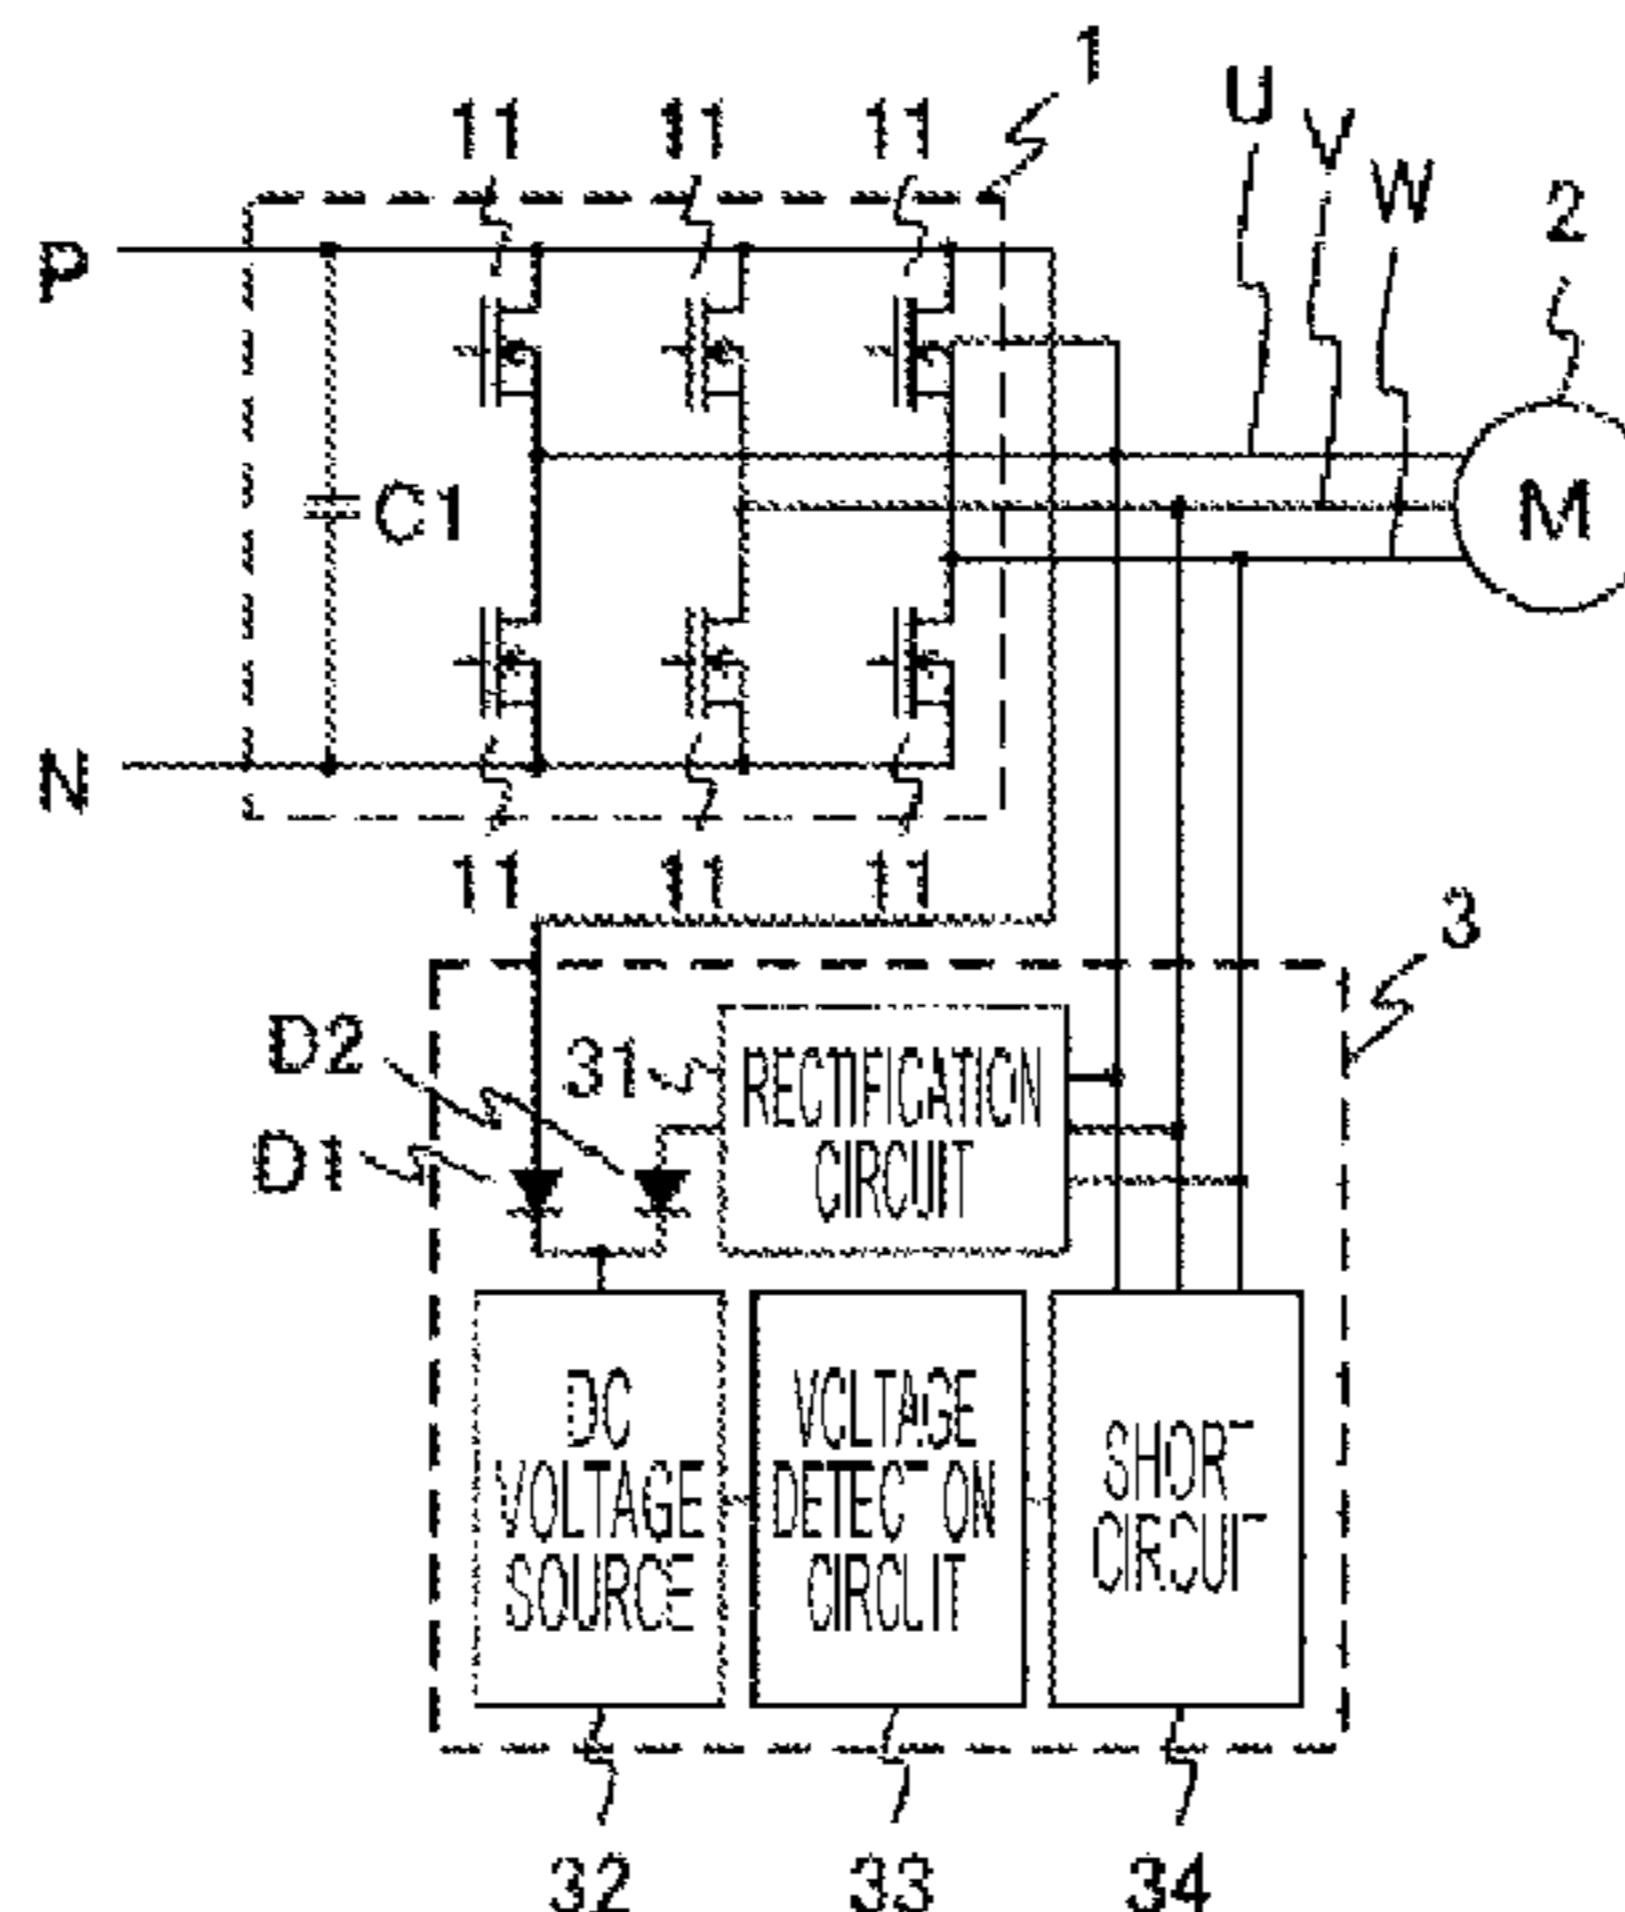 1
U
V
W
2
11 11 11
P
C1
M
N
11 11 11
3
D2
31
RECTIFICATION
CIRCUIT
D1
DC
VOLTAGE
SOURCE
VOLTAGE
DETECTION
CIRCUIT
SHORT
CIRCUIT
32
33
34